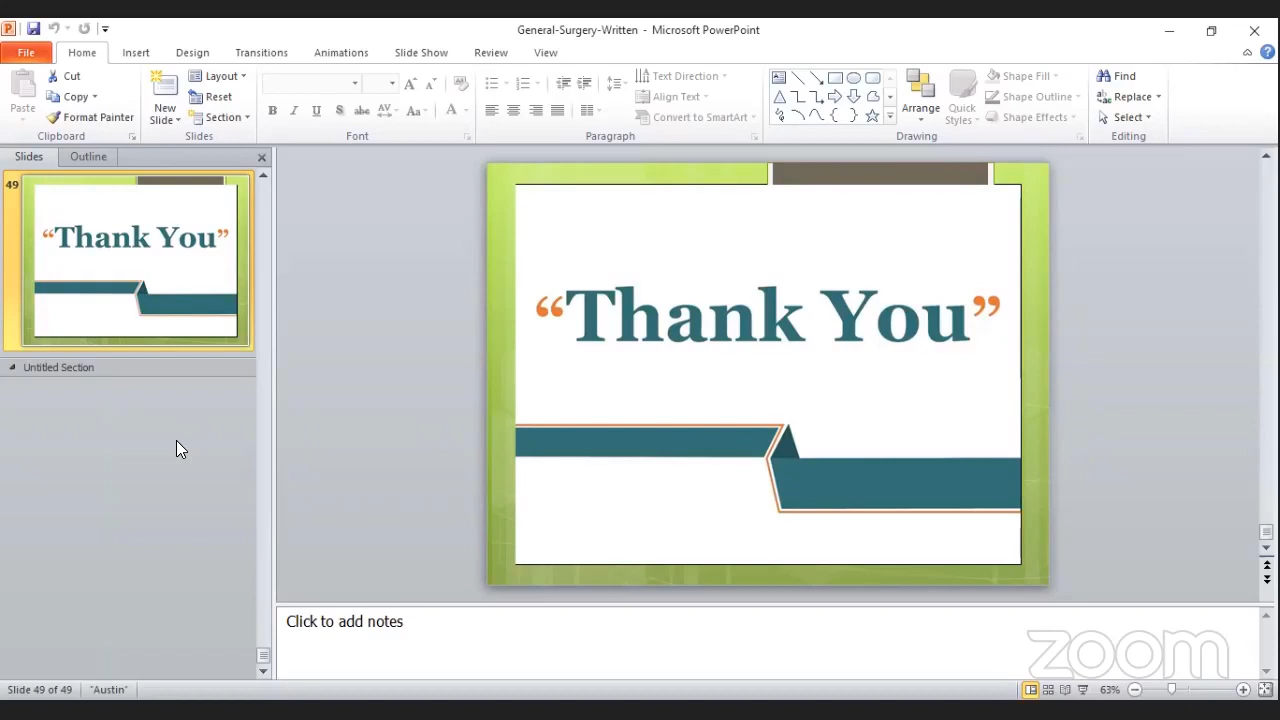 General-Surgery-Written - Microsoft PowerPoint
File Home Insert Design Transitions Animations Slide Show Review View
Paste
Cut
Copy
Format Painter
Clipboard
New Slide
Layout
Reset
Section
Slides
B I U S abc AV Aa A
Font
Text Direction
Align Text
Convert to SmartArt
Paragraph
Arrange
Quick Styles
Shape Fill
Shape Outline
Shape Effects
Drawing
Find
Replace
Select
Editing
Slides Outline
49
“Thank You”
Untitled Section
“Thank You”
Click to add notes
zoom
Slide 49 of 49 "Austin" 63%